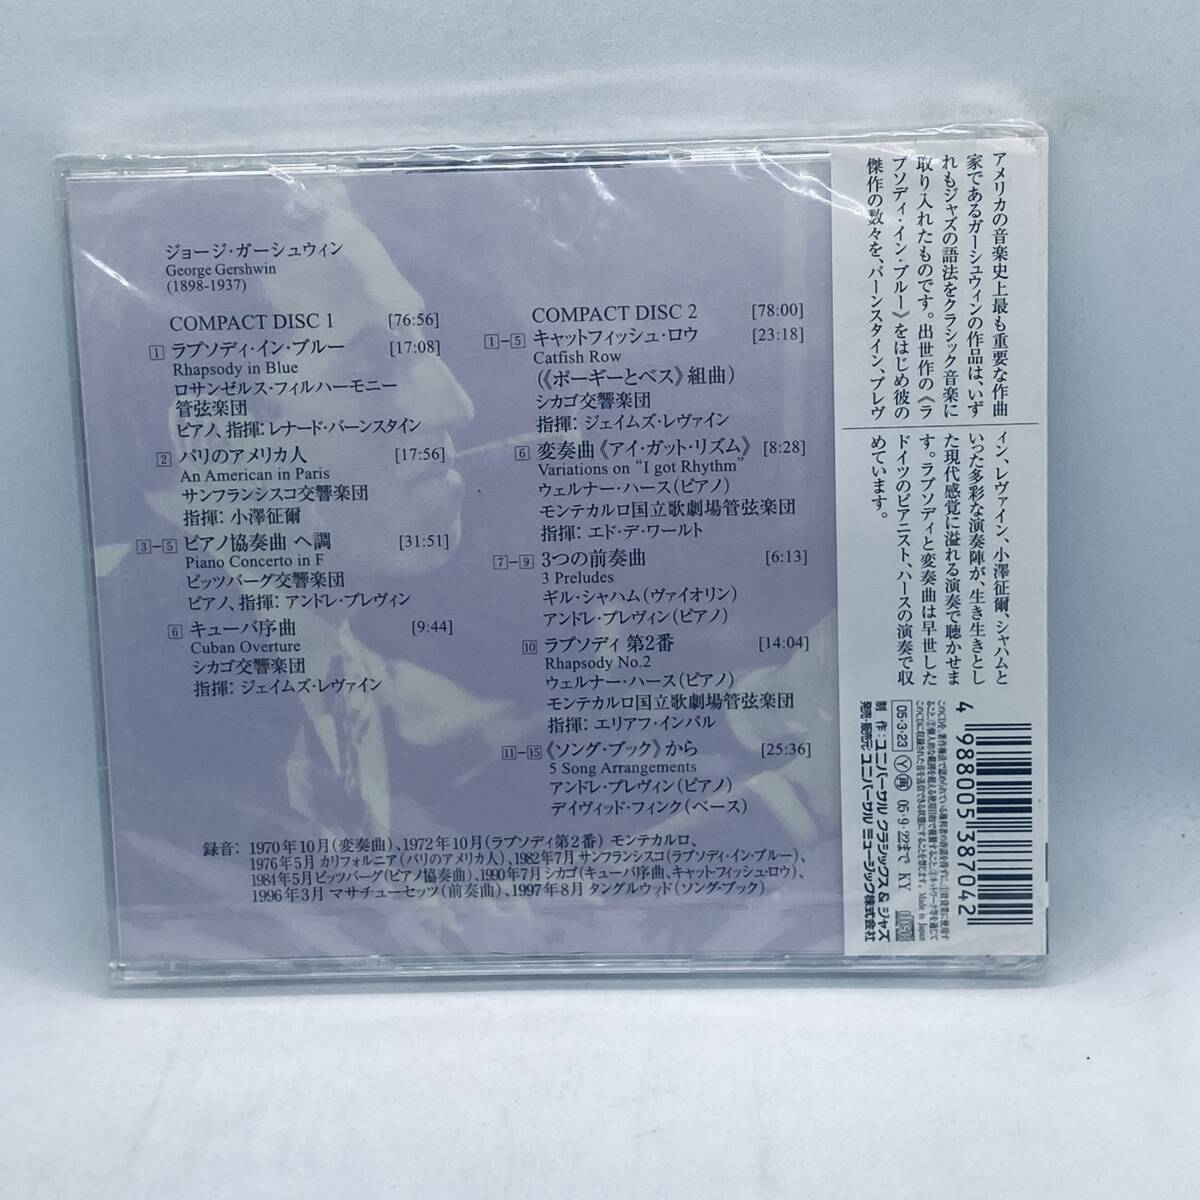 ジョージ・ガーシュウィン
George Gershwin
(1898-1937)
COMPACT DISC 1 [76:56]
1 ラプソディ・イン・ブルー [17:08]
Rhapsody in Blue
ロサンゼルス・フィルハーモニー
管弦楽団
ピアノ、指揮：レナード・バーンスタイン
2 パリのアメリカ人 [17:56]
An American in Paris
サンフランシスコ交響楽団
指揮：小澤征爾
3－5 ピアノ協奏曲 ヘ調 [31:51]
Piano Concerto in F
ピッツバーグ交響楽団
ピアノ、指揮：アンドレ・プレヴィン
6 キューバ序曲 [9:44]
Cuban Overture
シカゴ交響楽団
指揮：ジェイムズ・レヴァイン
COMPACT DISC 2 [78:00]
1－5 キャットフィッシュ・ロウ [23:18]
Catfish Row
(《ポーギーとベス》組曲)
シカゴ交響楽団
指揮：ジェイムズ・レヴァイン
6 変奏曲《アイ・ガット・リズム》 [8:28]
Variations on “I got Rhythm”
ウェルナー・ハース(ピアノ)
モンテカルロ国立歌劇場管弦楽団
指揮：エド・デ・ワールト
7－9 3つの前奏曲 [6:13]
3 Preludes
ギル・シャハム(ヴァイオリン)
アンドレ・プレヴィン(ピアノ)
10 ラプソディ 第2番 [14:04]
Rhapsody No.2
ウェルナー・ハース(ピアノ)
モンテカルロ国立歌劇場管弦楽団
指揮：エリアフ・インバル
11－15 《ソング・ブック》から [25:36]
5 Song Arrangements
アンドレ・プレヴィン(ピアノ)
デイヴィッド・フィンク(ベース)
録音：1970年10月(変奏曲)、1972年10月(ラプソディ第2番) モンテカルロ、
1976年5月 カリフォルニア(パリのアメリカ人)、1982年7月 サンフランシスコ(ラプソディ・イン・ブルー)、
1984年5月 ピッツバーグ(ピアノ協奏曲)、1990年7月 シカゴ(キューバ序曲、キャット・フィッシュ・ロウ)、
1996年3月 マサチューセッツ(前奏曲)、1997年8月 タングルウッド(ソング・ブック)
アメリカの音楽史上最も重要な作曲
家であるガーシュウィンの作品は、いず
れもジャズの語法をクラシック音楽に
取り入れたものです。出世作の《ラ
プソディ・イン・ブルー》をはじめ彼の
傑作の数々を、バーンスタイン、プレヴ
ィン、レヴァイン、小澤征爾、シャハムと
いった多彩な演奏陣が、生き生きとし
た現代感覚に溢れる演奏で聴かせま
す。ラプソディと変奏曲は早世した
ドイツのピアニスト、ハースの演奏で収
めています。
4 988005 387042
Made in Japan
05・3・23 Ⓨ 再 05・9・22まで KY
制作：ユニバーサル クラシックス&ジャズ
発売・販売元：ユニバーサル ミュージック株式会社